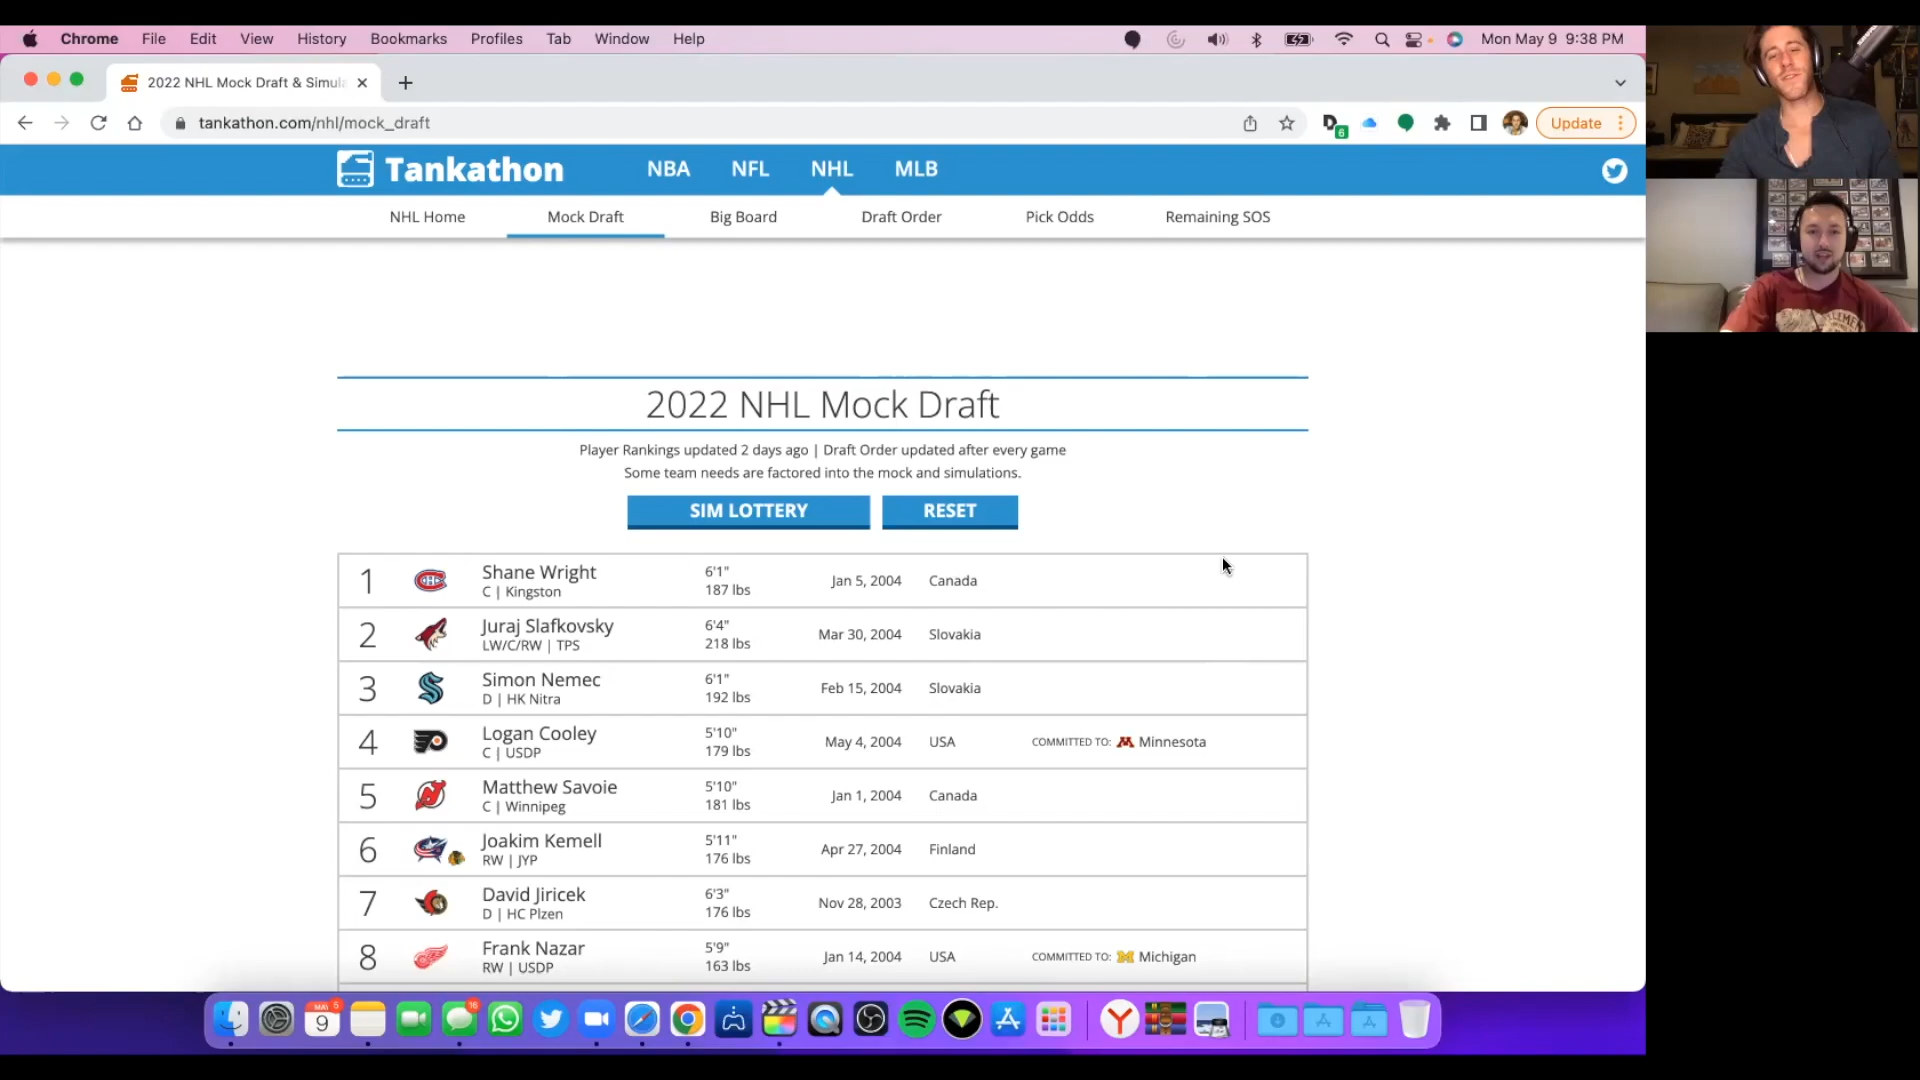 Chrome File Edit View History Bookmarks Profiles Tab Window Help Mon May 9 9:38 PM
2022 NHL Mock Draft & Simula
tankathon.com/nhl/mock_draft
6
Update
Tankathon NBA NFL NHL MLB
NHL Home Mock Draft Big Board Draft Order Pick Odds Remaining SOS
2022 NHL Mock Draft
Player Rankings updated 2 days ago | Draft Order updated after every game
Some team needs are factored into the mock and simulations.
SIM LOTTERY RESET
1 Shane Wright 6'1" Jan 5, 2004 Canada
C | Kingston 187 lbs
2 Juraj Slafkovsky 6'4" Mar 30, 2004 Slovakia
LW/C/RW | TPS 218 lbs
3 Simon Nemec 6'1" Feb 15, 2004 Slovakia
D | HK Nitra 192 lbs
4 Logan Cooley 5'10" May 4, 2004 USA COMMITTED TO: Minnesota
C | USDP 179 lbs
5 Matthew Savoie 5'10" Jan 1, 2004 Canada
C | Winnipeg 181 lbs
6 Joakim Kemell 5'11" Apr 27, 2004 Finland
RW | JYP 176 lbs
7 David Jiricek 6'3" Nov 28, 2003 Czech Rep.
D | HC Plzen 176 lbs
8 Frank Nazar 5'9" Jan 14, 2004 USA COMMITTED TO: Michigan
RW | USDP 163 lbs
MAY 9
16